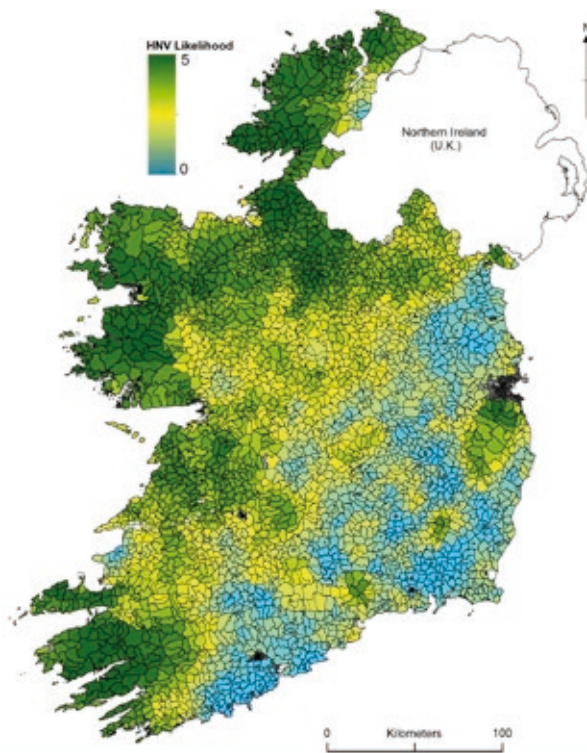 HNV Likelihood
5
0
N
Northern Ireland
(U.K.)
Kilometers
0 100